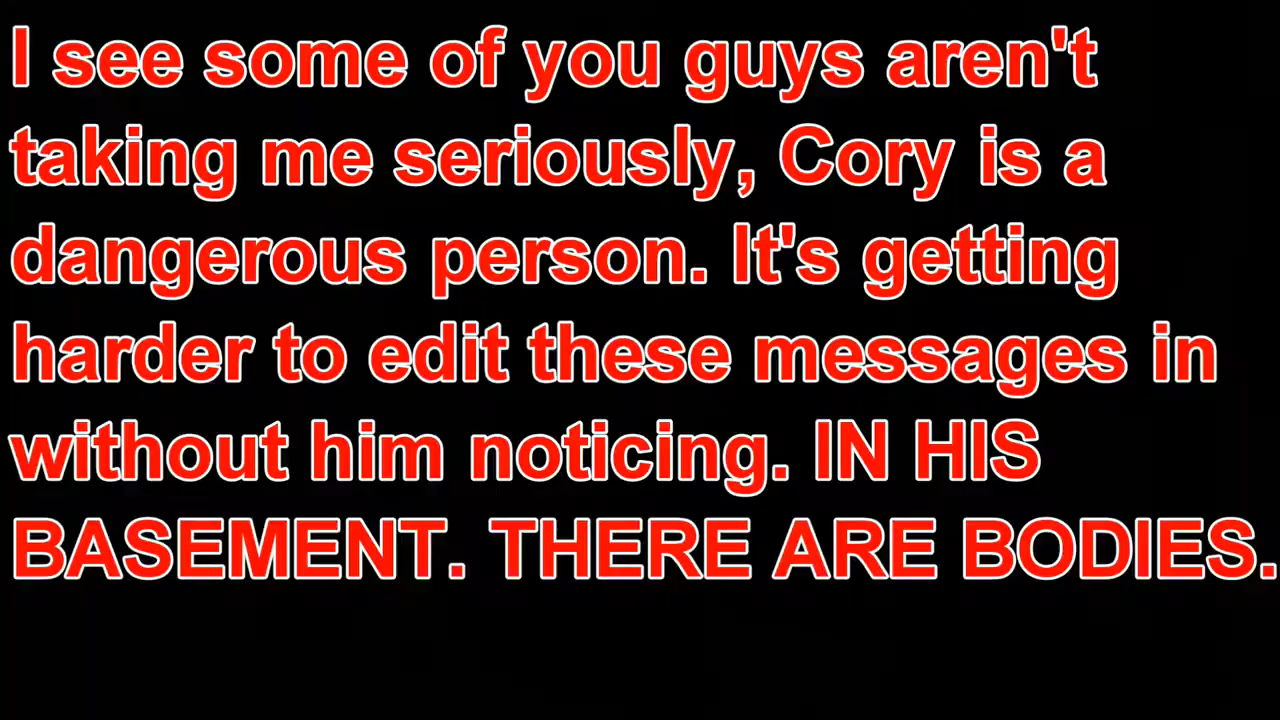 I see some of you guys aren't
taking me seriously, Cory is a
dangerous person. It's getting
harder to edit these messages in
without him noticing. IN HIS
BASEMENT. THERE ARE BODIES.